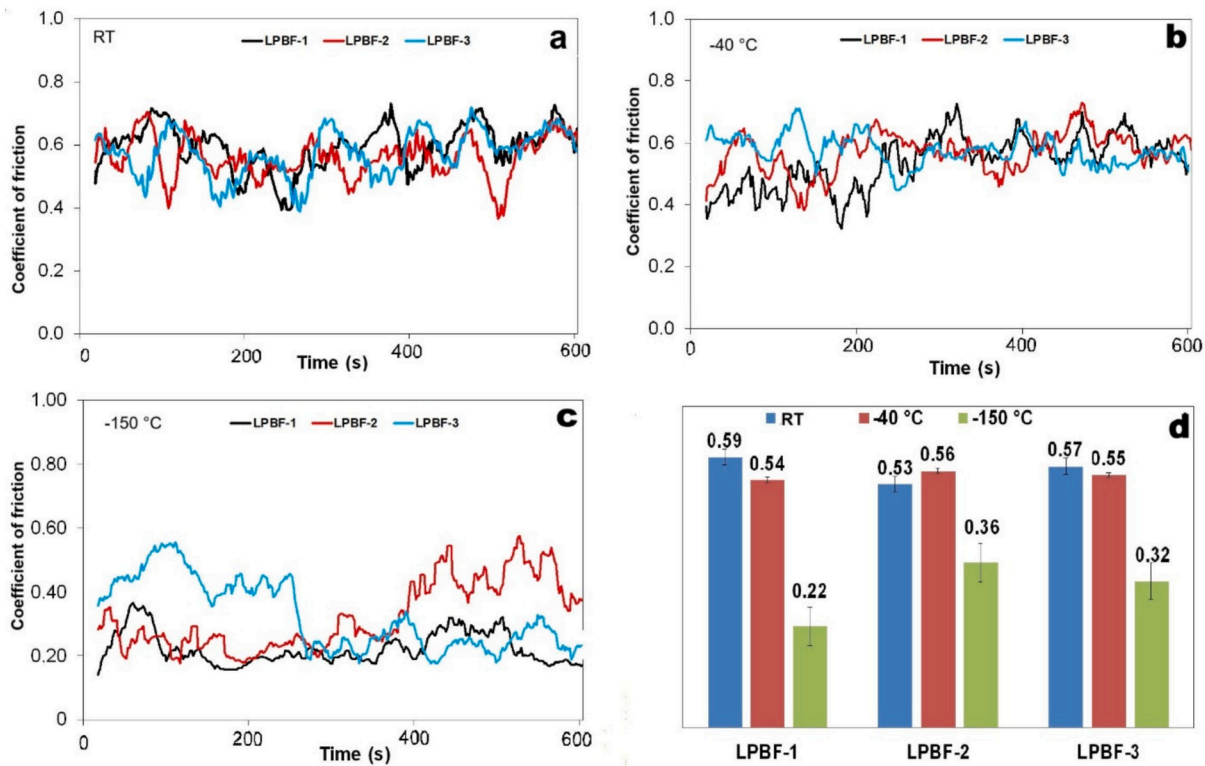 RT
LPBF-1 LPBF-2 LPBF-3
a
Coefficient of friction
1.0
0.8
0.6
0.4
0.2
0.0
0 200 400 600
Time (s)
-40 °C
LPBF-1 LPBF-2 LPBF-3
b
Coefficient of friction
1.0
0.8
0.6
0.4
0.2
0.0
0 200 400 600
Time (s)
-150 °C
LPBF-1 LPBF-2 LPBF-3
c
Coefficient of friction
1.00
0.80
0.60
0.40
0.20
0
0 200 400 600
Time (s)
RT -40 °C -150 °C
d
0.59 0.54 0.22
0.53 0.56 0.36
0.57 0.55 0.32
LPBF-1 LPBF-2 LPBF-3